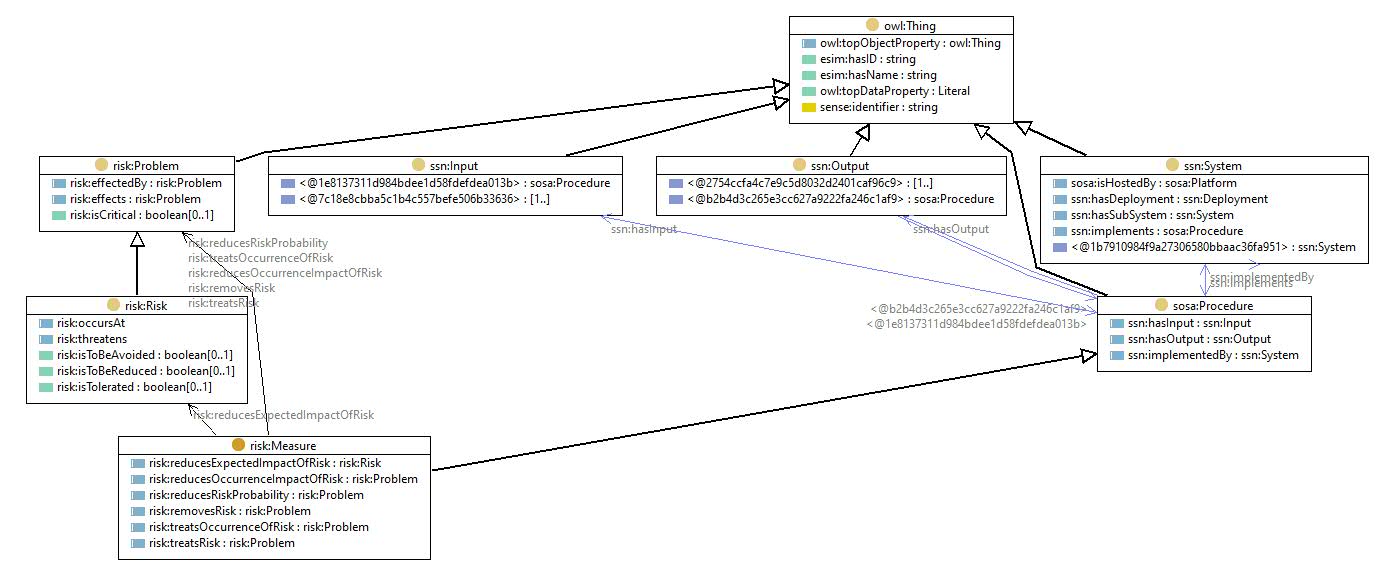 owl:Thing
owl:topObjectProperty : owl:Thing
esim:hasID : string
esim:hasName : string
owl:topDataProperty : Literal
sense:identifier : string
risk:Problem
risk:effectedBy : risk:Problem
risk:effects : risk:Problem
risk:isCritical : boolean[0..1]
ssn:Input
<@1e8137311d984bdee1d58fdefdea013b> : sosa:Procedure
<@7c18e8cbba5c1b4c557befe506b33636> : [1..]
ssn:Output
<@2754ccfa4c7e9c5d8032d2401caf96c9> : [1..]
<@b2b4d3c265e3cc627a9222fa246c1af9> : sosa:Procedure
ssn:System
sosa:isHostedBy : sosa:Platform
ssn:hasDeployment : ssn:Deployment
ssn:hasSubSystem : ssn:System
ssn:implements : sosa:Procedure
<@1b7910984f9a27306580bbaac36fa951> : ssn:System
ssn:hasInput
ssn:hasOutput
risk:reducesRiskProbability
risk:treatsOccurrenceOfRisk
risk:reducesOccurrenceImpactOfRisk
risk:removesRisk
risk:treatsRisk
ssn:implementedBy
ssn:implements
<@b2b4d3c265e3cc627a9222fa246c1af9>
<@1e8137311d984bdee1d58fdefdea013b>
risk:Risk
risk:occursAt
risk:threatens
risk:isToBeAvoided : boolean[0..1]
risk:isToBeReduced : boolean[0..1]
risk:isTolerated : boolean[0..1]
sosa:Procedure
ssn:hasInput : ssn:Input
ssn:hasOutput : ssn:Output
ssn:implementedBy : ssn:System
risk:reducesExpectedImpactOfRisk
risk:Measure
risk:reducesExpectedImpactOfRisk : risk:Risk
risk:reducesOccurrenceImpactOfRisk : risk:Problem
risk:reducesRiskProbability : risk:Problem
risk:removesRisk : risk:Problem
risk:treatsOccurrenceOfRisk : risk:Problem
risk:treatsRisk : risk:Problem